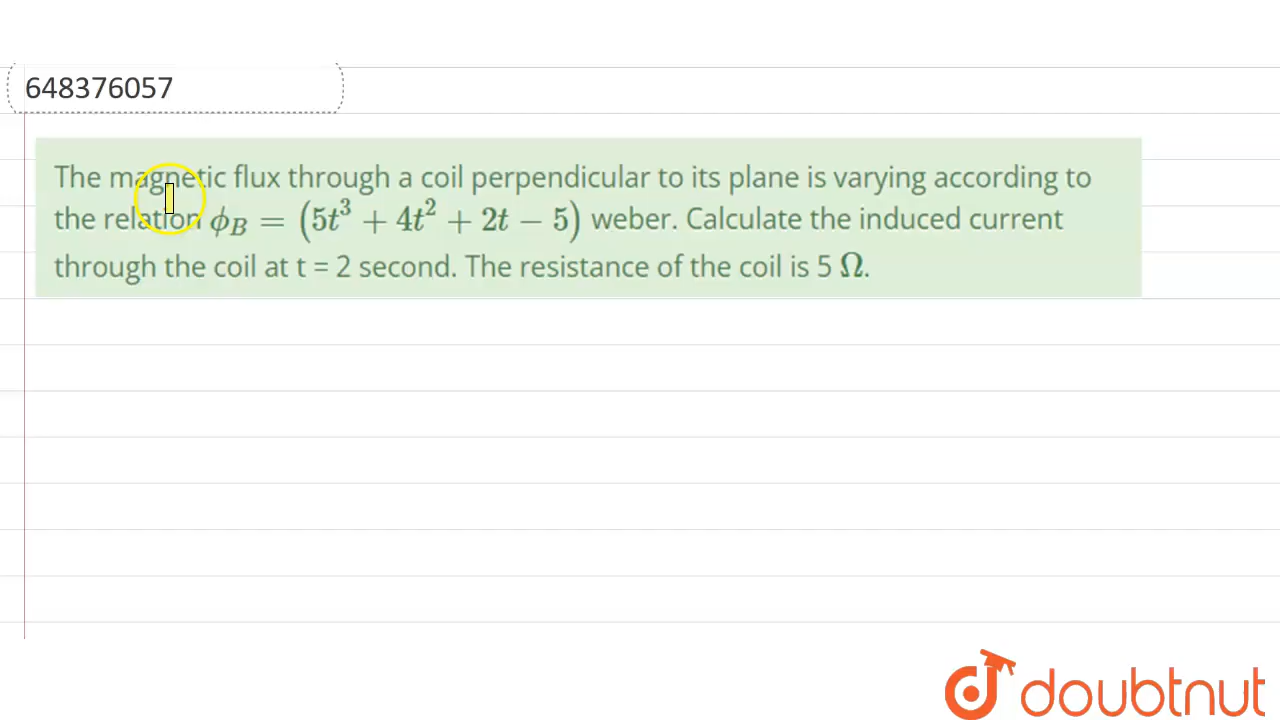 648376057
The magnetic flux through a coil perpendicular to its plane is varying according to
the relation $\phi_B = (5t^3 + 4t^2 + 2t - 5)$ weber. Calculate the induced current
through the coil at t = 2 second. The resistance of the coil is 5 Ω.
doubtnut